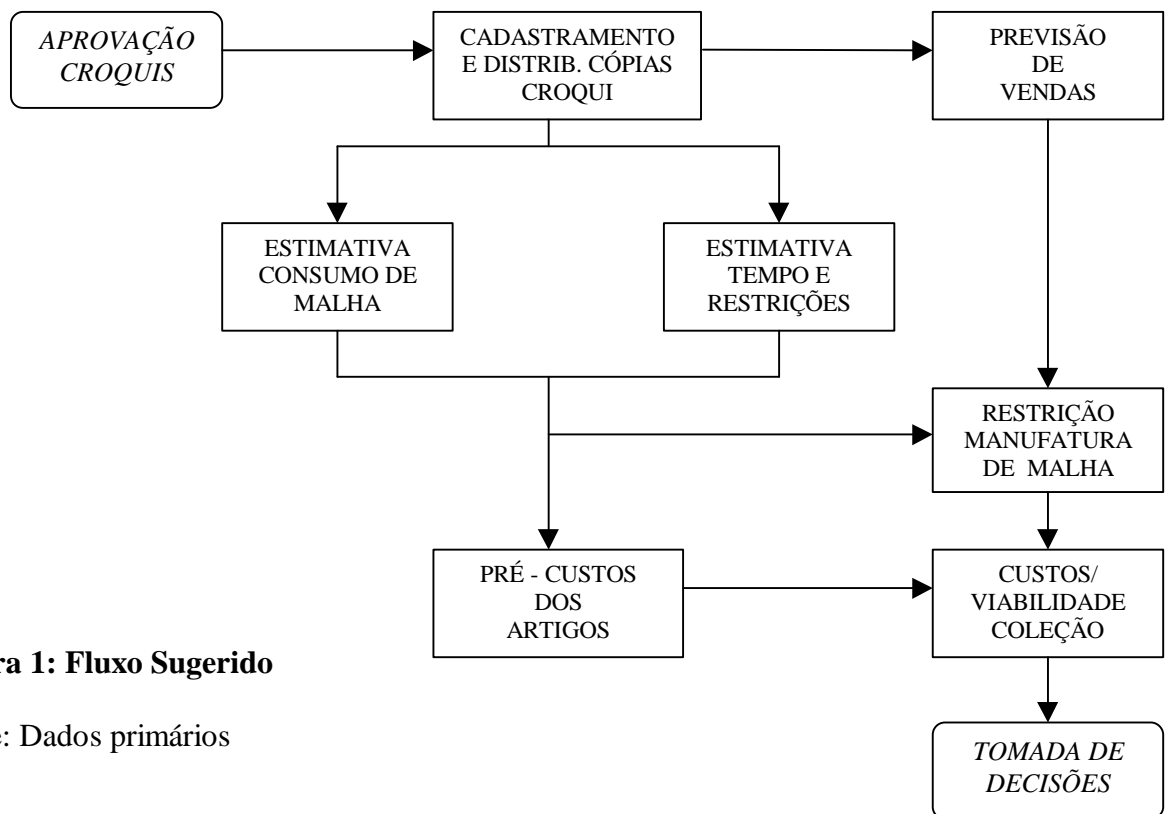 APROVAÇÃO
CROQUIS
CADASTRAMENTO
E DISTRIB. CÓPIAS
CROQUI
PREVISÃO
DE
VENDAS
ESTIMATIVA
CONSUMO DE
MALHA
ESTIMATIVA
TEMPO E
RESTRIÇÕES
RESTRIÇÃO
MANUFATURA
DE MALHA
PRÉ - CUSTOS
DOS
ARTIGOS
CUSTOS/
VIABILIDADE
COLEÇÃO
ra 1: Fluxo Sugerido
e: Dados primários
TOMADA DE
DECISÕES